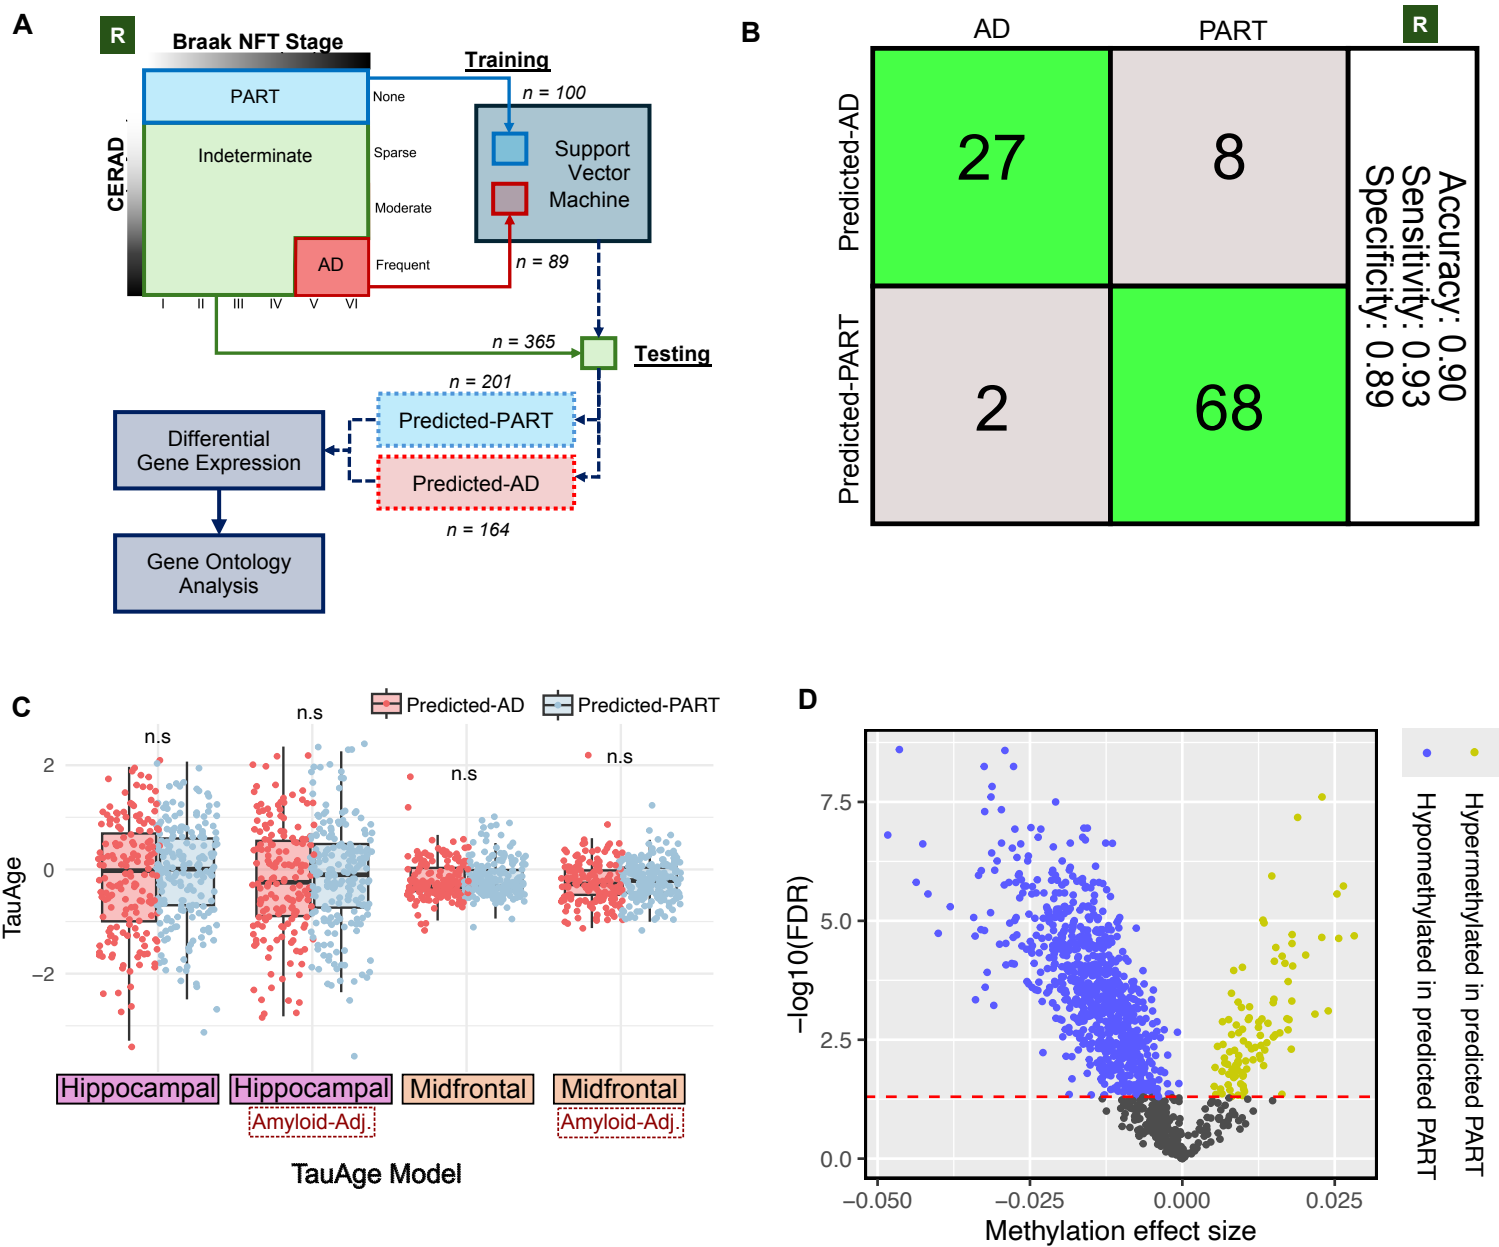 A
R
Braak NFT Stage
CERAD
PART
Indeterminate
AD
None
Sparse
Moderate
Frequent
I II III IV V VI
Training
n = 100
Support
Vector
Machine
n = 89
n = 365
Testing
n = 201
Predicted-PART
Predicted-AD
n = 164
Differential
Gene Expression
Gene Ontology
Analysis
B
R
AD PART
Predicted-AD
27 8
Predicted-PART
2 68
Accuracy: 0.90
Sensitivity: 0.93
Specificity: 0.89
C
Predicted-AD Predicted-PART
n.s n.s n.s n.s
TauAge
2
0
−2
Hippocampal Hippocampal Midfrontal Midfrontal
Amyloid-Adj. Amyloid-Adj.
TauAge Model
D
−log10(FDR)
7.5
5.0
2.5
0.0
−0.050 −0.025 0.000 0.025
Methylation effect size
Hypomethylated in predicted PART
Hypermethylated in predicted PART